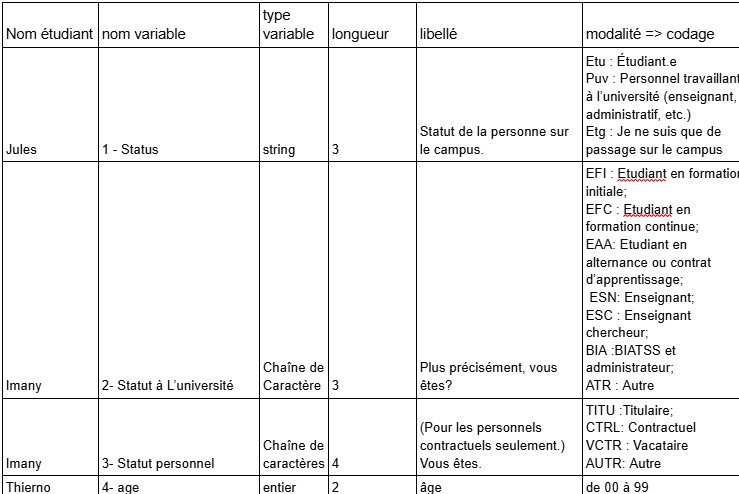 Nom étudiant nom variable type variable longueur libellé modalité => codage
Jules 1 - Status string 3 Statut de la personne sur le campus.
Etu : Étudiant.e
Puv : Personnel travaillant
à l'université (enseignant,
administratif, etc.)
Etg : Je ne suis que de
passage sur le campus
Imany 2- Statut à L'université Chaîne de Caractère 3 Plus précisément, vous êtes?
EFI : Etudiant en formation
initiale;
EFC : Etudiant en
formation continue;
EAA: Etudiant en
alternance ou contrat
d'apprentissage;
ESN: Enseignant;
ESC : Enseignant
chercheur;
BIA :BIATSS et
administrateur;
ATR : Autre
Imany 3- Statut personnel Chaîne de caractères 4 (Pour les personnels contractuels seulement.) Vous êtes.
TITU :Titulaire;
CTRL: Contractuel
VCTR : Vacataire
AUTR: Autre
Thierno 4- age entier 2 âge de 00 à 99